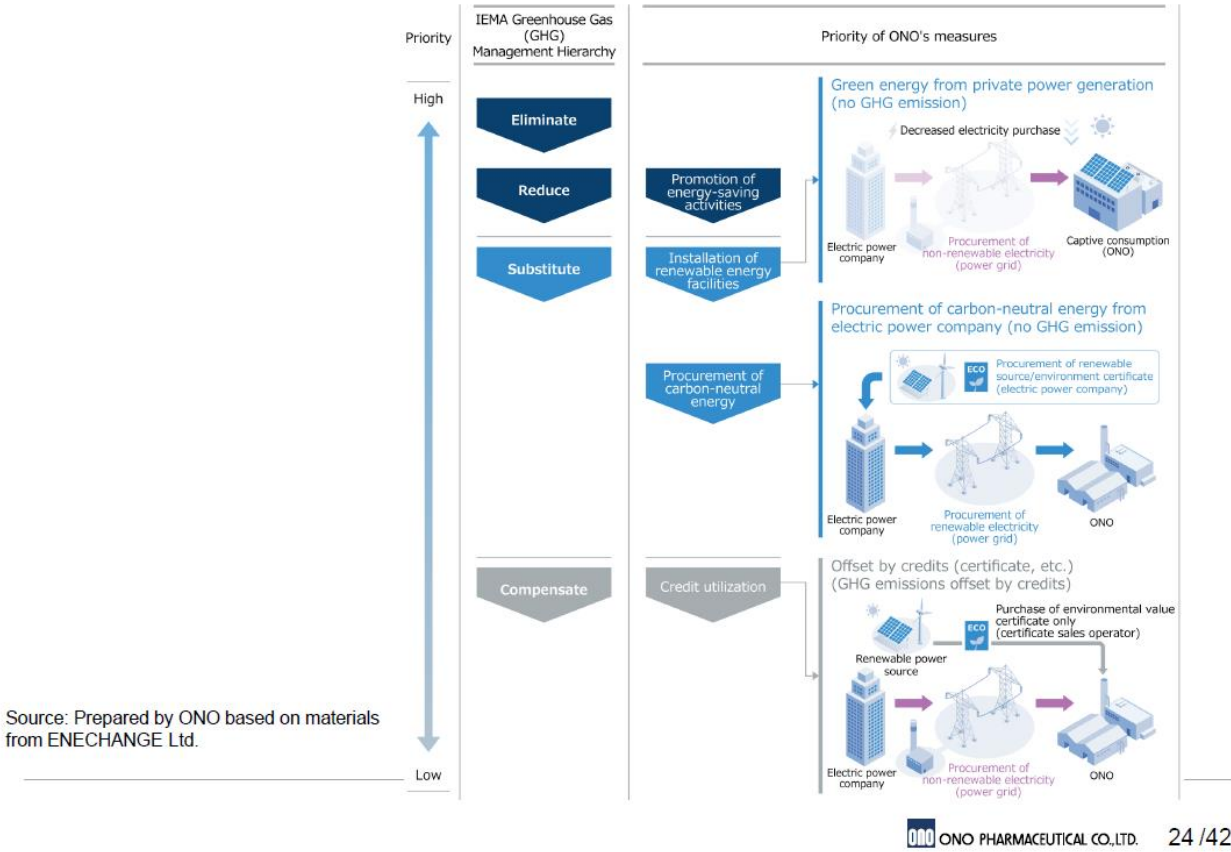 Priority
IEMA Greenhouse Gas
(GHG)
Management Hierarchy
Priority of ONO's measures
High
Eliminate
Reduce
Substitute
Compensate
Promotion of
energy-saving
activities
Installation of
renewable energy
facilities
Procurement of
carbon-neutral
energy
Credit utilization
Green energy from private power generation
(no GHG emission)
Decreased electricity purchase
Electric power
company
Procurement of
non-renewable electricity
(power grid)
Captive consumption
(ONO)
Procurement of carbon-neutral energy from
electric power company (no GHG emission)
ECO
Procurement of renewable
source/environment certificate
(electric power company)
Electric power
company
Procurement of
renewable electricity
(power grid)
ONO
Offset by credits (certificate, etc.)
(GHG emissions offset by credits)
Purchase of environmental value
certificate only
(certificate sales operator)
ECO
Renewable power
source
Electric power
company
Procurement of
non-renewable electricity
(power grid)
ONO
Low
Source: Prepared by ONO based on materials
from ENECHANGE Ltd.
ono ONO PHARMACEUTICAL CO.,LTD.
24 /42